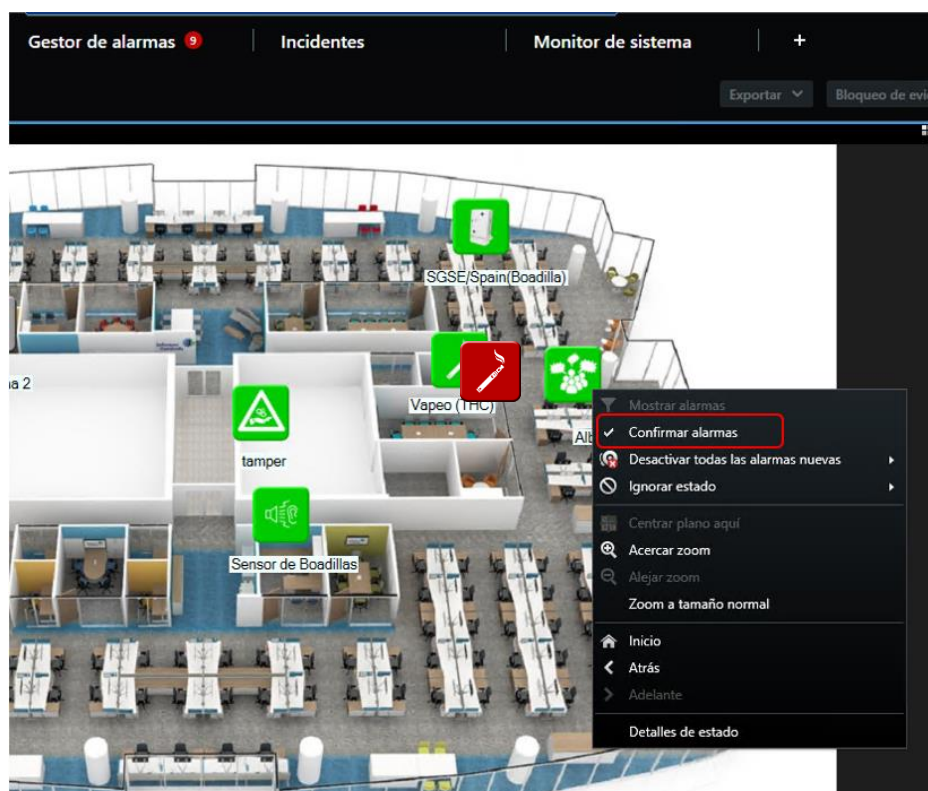 Gestor de alarmas 9
Incidentes
Monitor de sistema
+
Exportar
Bloqueo de evi
SGSE/Spain(Boadilla)
a 2
Vapeo (THC)
Alb
tamper
Sensor de Boadillas
Mostrar alarmas
Confirmar alarmas
Desactivar todas las alarmas nuevas
Ignorar estado
Centrar plano aquí
Acercar zoom
Alejar zoom
Zoom a tamaño normal
Inicio
Atrás
Adelante
Detalles de estado